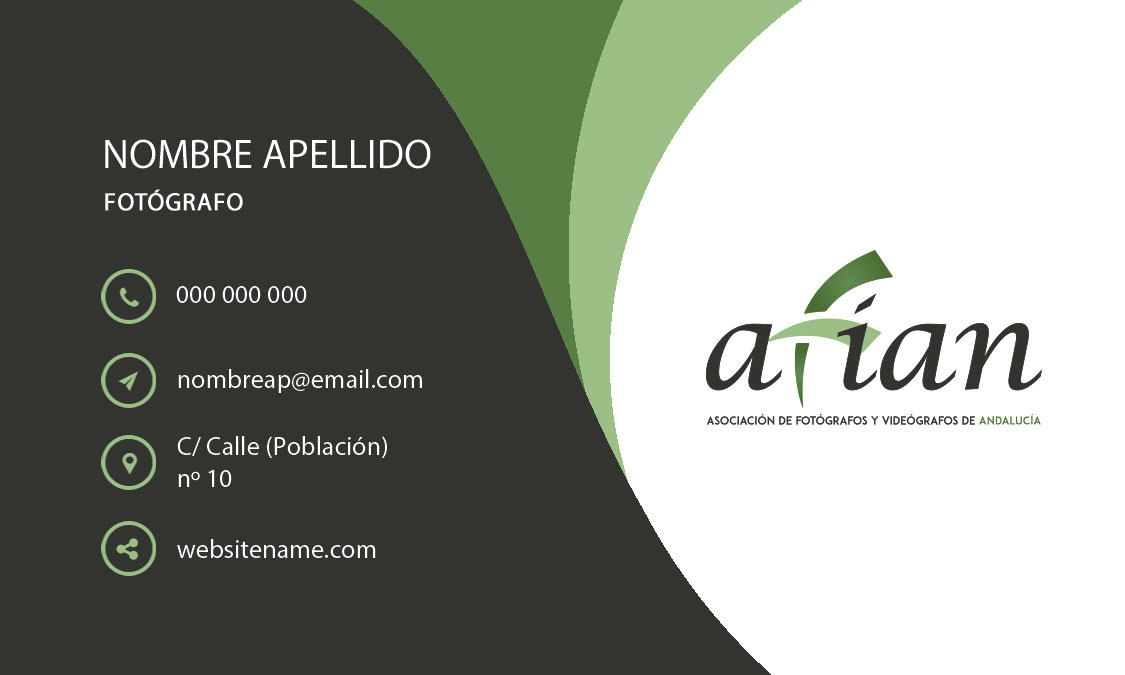 NOMBRE APELLIDO
FOTÓGRAFO
000 000 000
nombreap@email.com
C/ Calle (Población)
nº 10
websitename.com
afian
ASOCIACIÓN DE FOTÓGRAFOS Y VIDEÓGRAFOS DE ANDALUCÍA